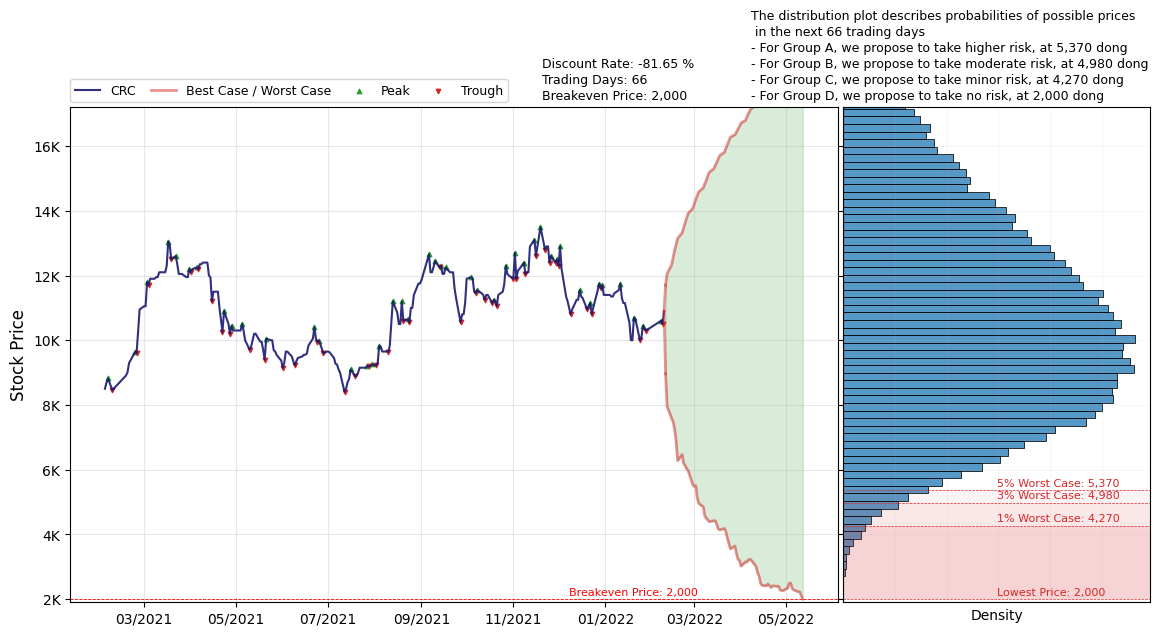 The distribution plot describes probabilities of possible prices
in the next 66 trading days
- For Group A, we propose to take higher risk, at 5,370 dong
- For Group B, we propose to take moderate risk, at 4,980 dong
- For Group C, we propose to take minor risk, at 4,270 dong
- For Group D, we propose to take no risk, at 2,000 dong
Discount Rate: -81.65 %
Trading Days: 66
Breakeven Price: 2,000
CRC
Best Case / Worst Case
Peak
Trough
Stock Price
16K
14K
12K
10K
8K
6K
4K
2K
Breakeven Price: 2,000
03/2021
05/2021
07/2021
09/2021
11/2021
01/2022
03/2022
05/2022
5% Worst Case: 5,370
3% Worst Case: 4,980
1% Worst Case: 4,270
Lowest Price: 2,000
Density